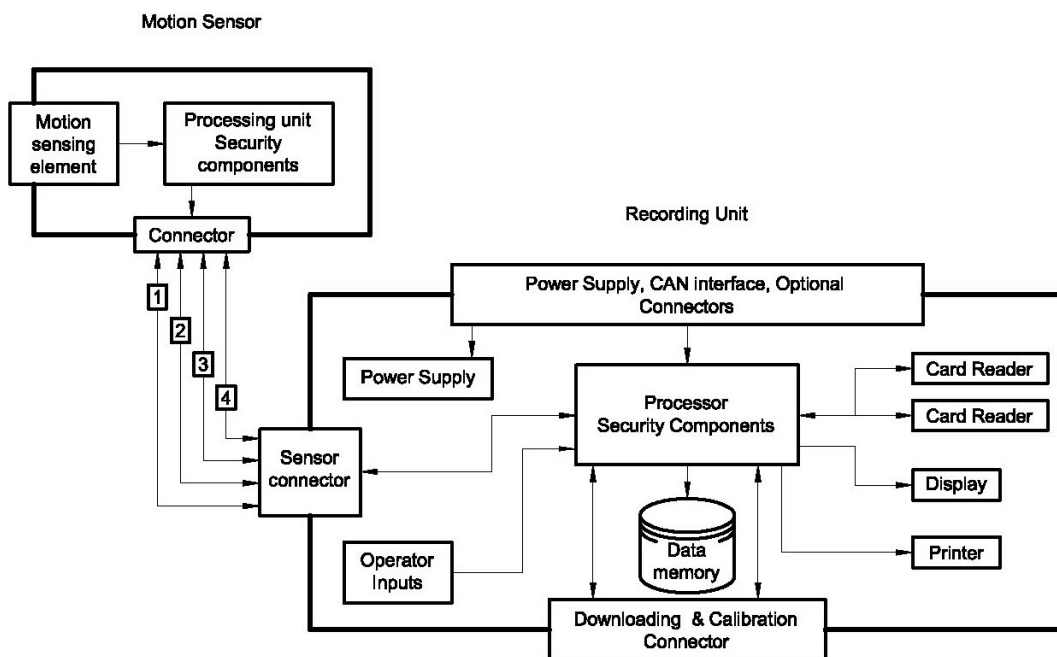 Motion Sensor
Motion
sensing
element
Processing unit
Security
components
Connector
1
2
3
4
Recording Unit
Power Supply, CAN interface, Optional
Connectors
Power Supply
Processor
Security Components
Card Reader
Card Reader
Sensor
connector
Display
Operator
Inputs
Data
memory
Printer
Downloading & Calibration
Connector